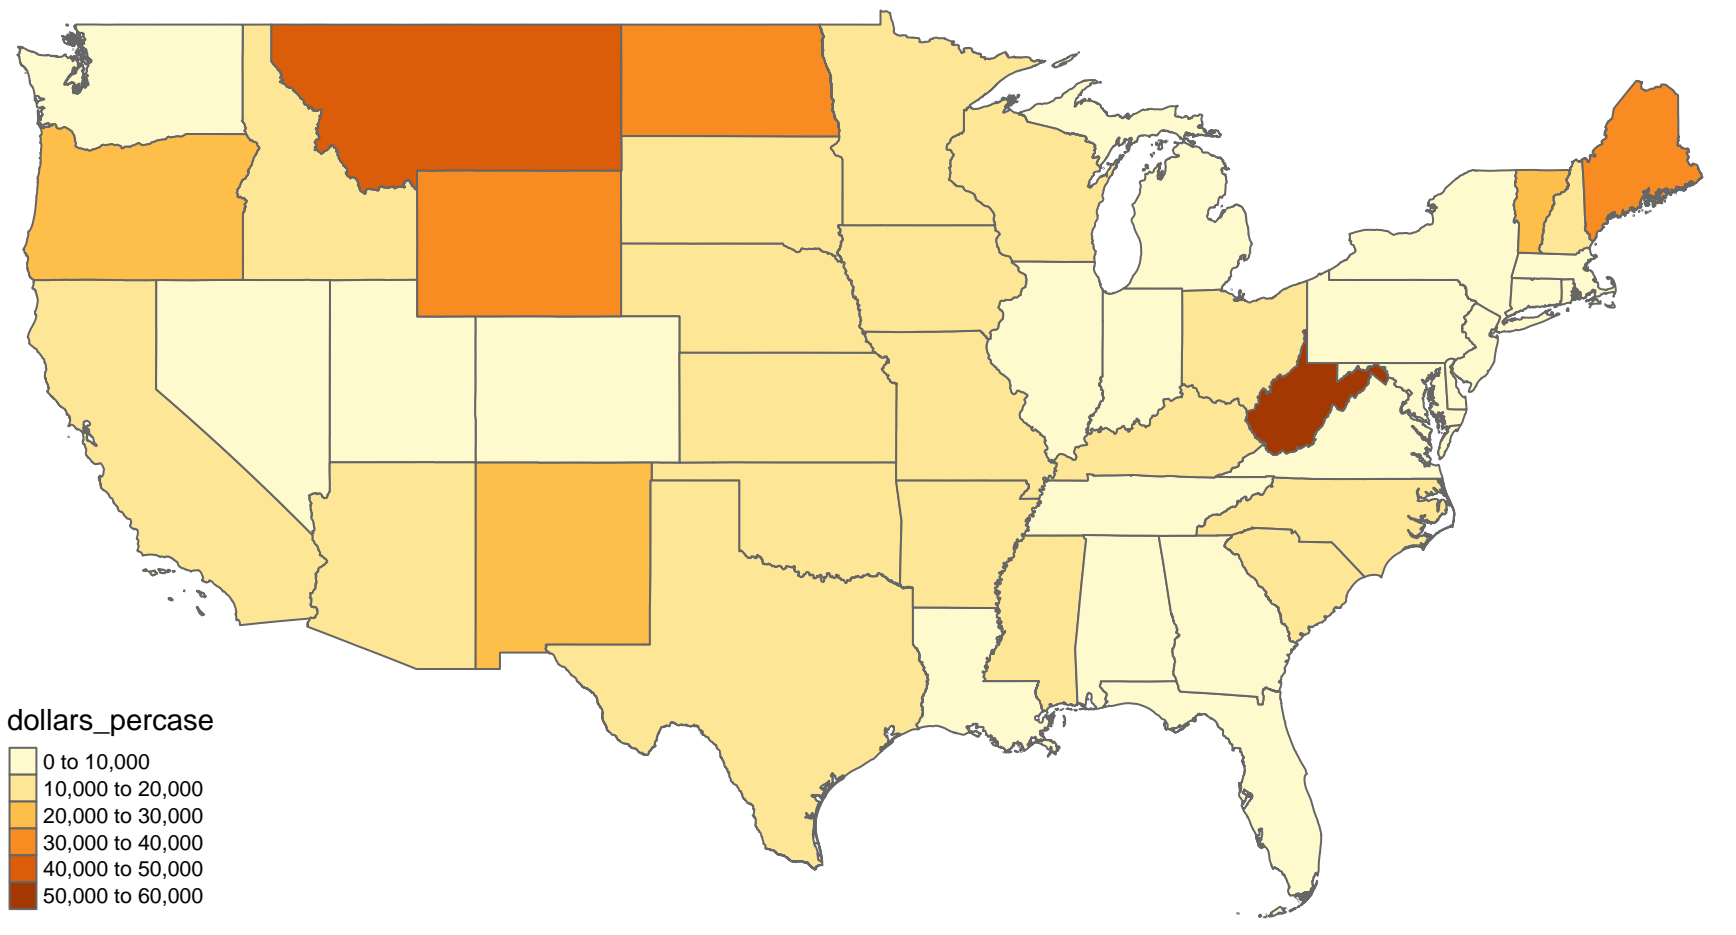 dollars_percase
0 to 10,000
10,000 to 20,000
20,000 to 30,000
30,000 to 40,000
40,000 to 50,000
50,000 to 60,000